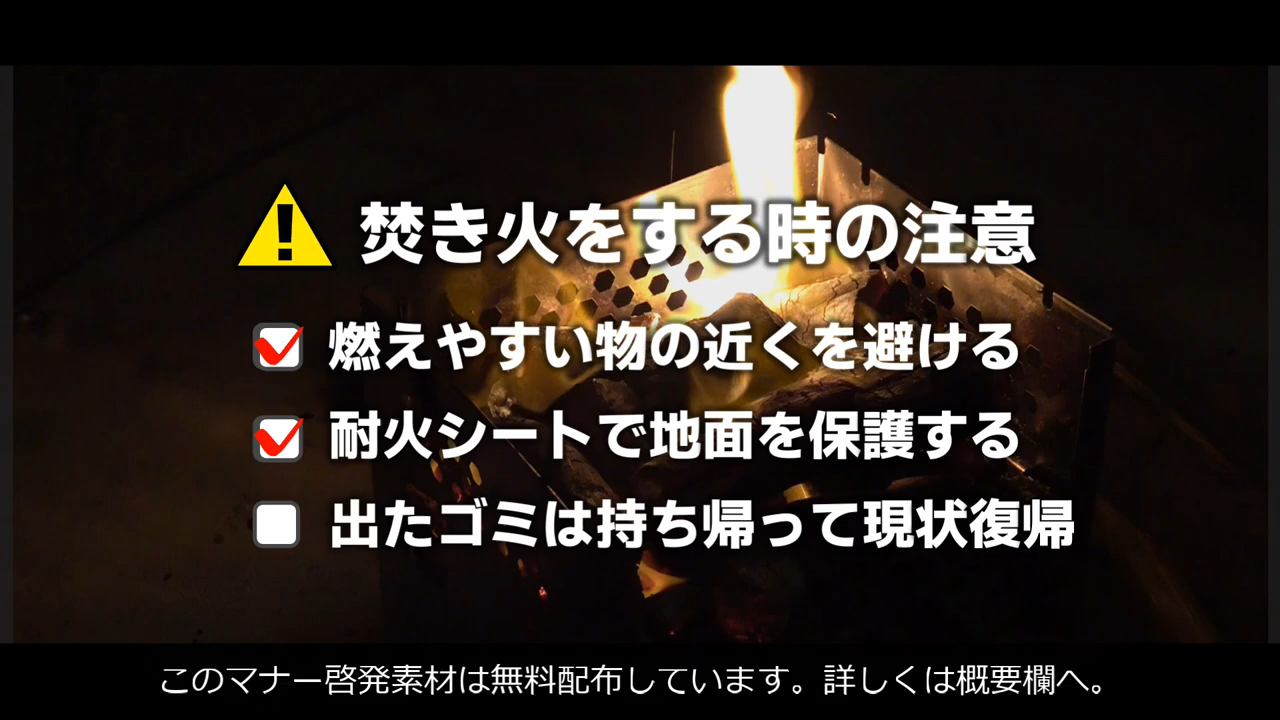 焚き火をする時の注意
燃えやすい物の近くを避ける
耐火シートで地面を保護する
出たゴミは持ち帰って現状復帰
このマナー啓発素材は無料配布しています。詳しくは概要欄へ。